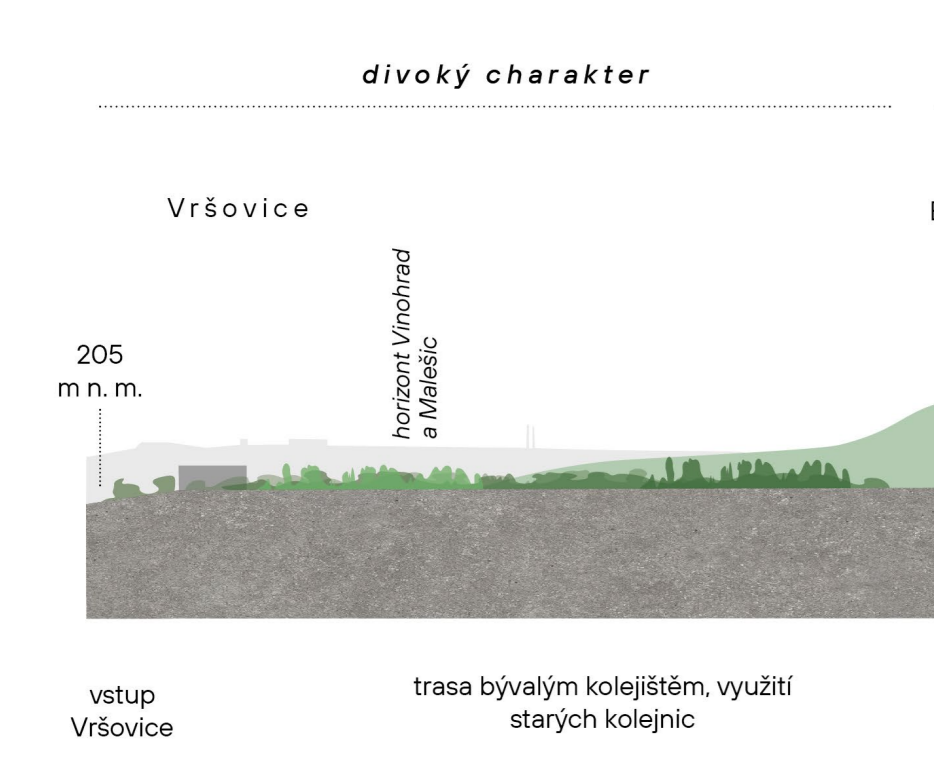 divoký charakter
Vršovice
horizont Vinohrad
a Malešic
205
m n. m.
vstup
Vršovice
trasa bývalým kolejištěm, využití
starých kolejnic